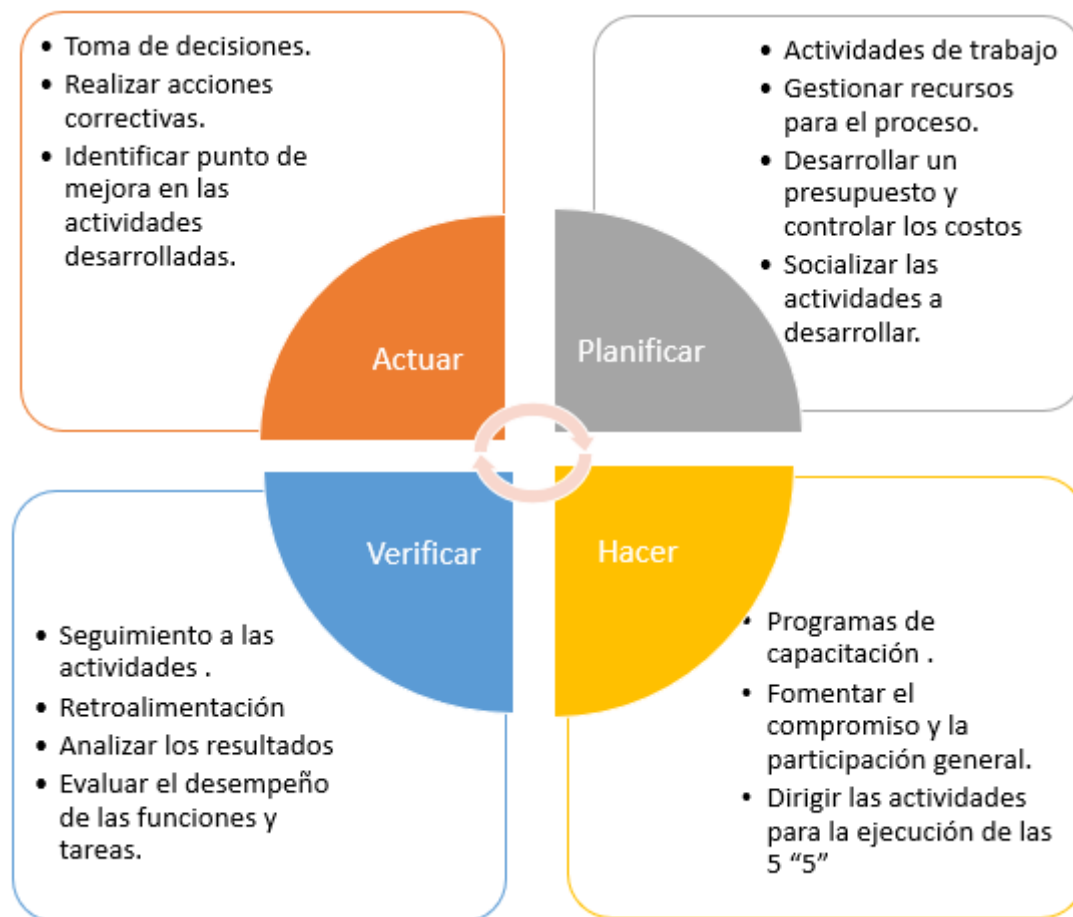 • Toma de decisiones.
• Realizar acciones
correctivas.
• Identificar punto de
mejora en las
actividades
desarrolladas.
Actuar
• Actividades de trabajo
• Gestionar recursos
para el proceso.
• Desarrollar un
presupuesto y
controlar los costos
• Socializar las
actividades a
desarrollar.
Planificar
Verificar
• Seguimiento a las
actividades .
• Retroalimentación
• Analizar los resultados
• Evaluar el desempeño
de las funciones y
tareas.
Hacer
• Programas de
capacitación .
• Fomentar el
compromiso y la
participación general.
• Dirigir las actividades
para la ejecución de las
5 “5”